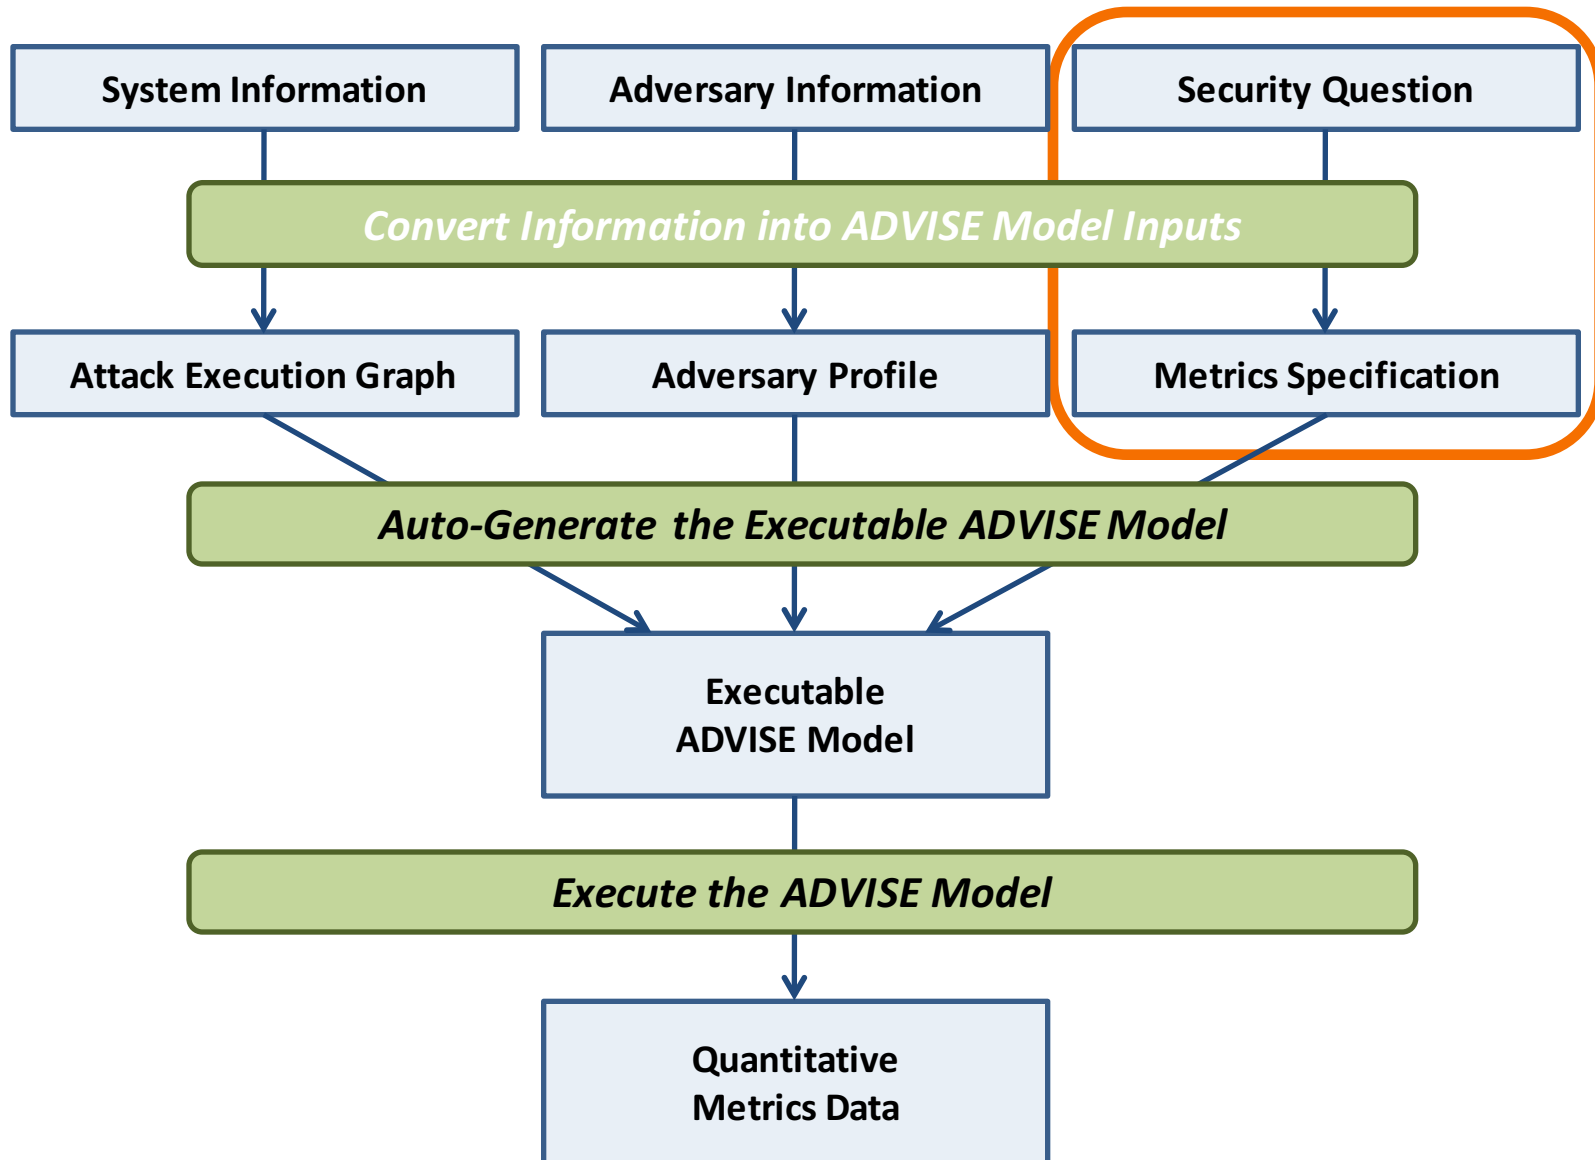 System Information
Adversary Information
Security Question
Convert Information into ADVISE Model Inputs
Attack Execution Graph
Adversary Profile
Metrics Specification
Auto-Generate the Executable ADVISE Model
Executable
ADVISE Model
Execute the ADVISE Model
Quantitative
Metrics Data